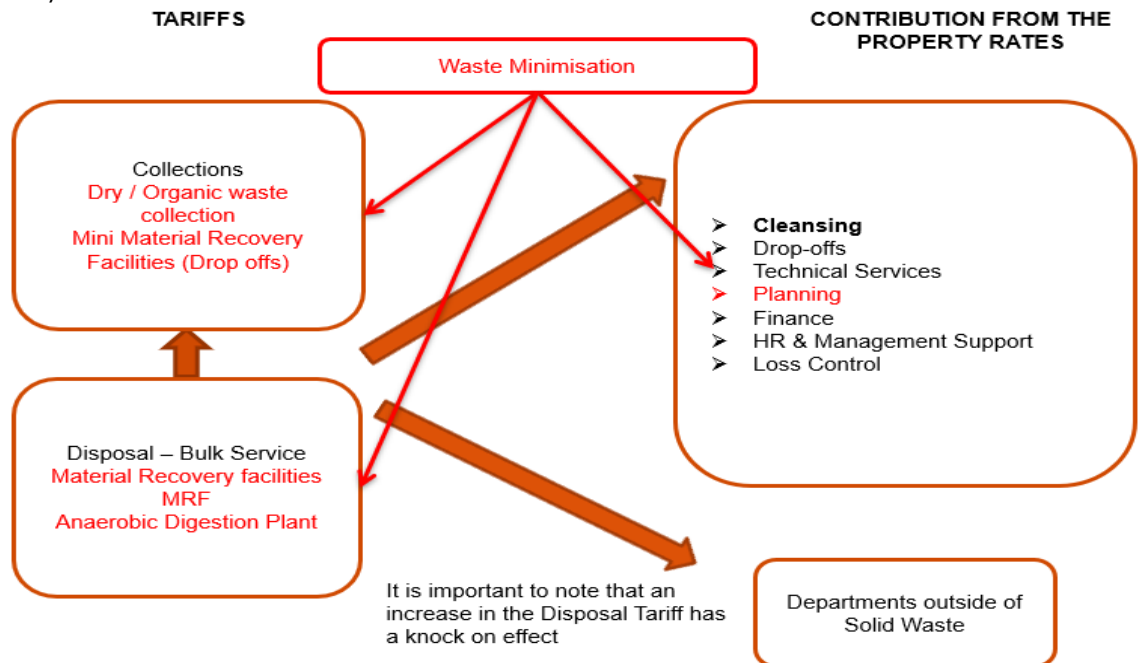 TARIFFS
CONTRIBUTION FROM THE
PROPERTY RATES
Waste Minimisation
Collections
Dry / Organic waste
collection
Mini Material Recovery
Facilities (Drop offs)
➢ Cleansing
➢ Drop-offs
➢ Technical Services
➢ Planning
➢ Finance
➢ HR & Management Support
➢ Loss Control
Disposal – Bulk Service
Material Recovery facilities
MRF
Anaerobic Digestion Plant
It is important to note that an
increase in the Disposal Tariff has
a knock on effect
Departments outside of
Solid Waste